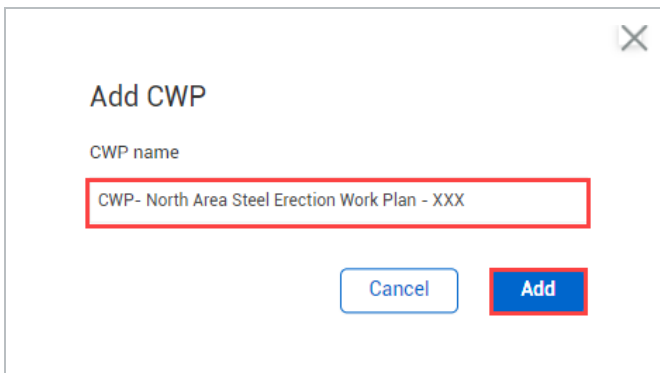 Add CWP
CWP name
CWP- North Area Steel Erection Work Plan - XXX
Cancel
Add